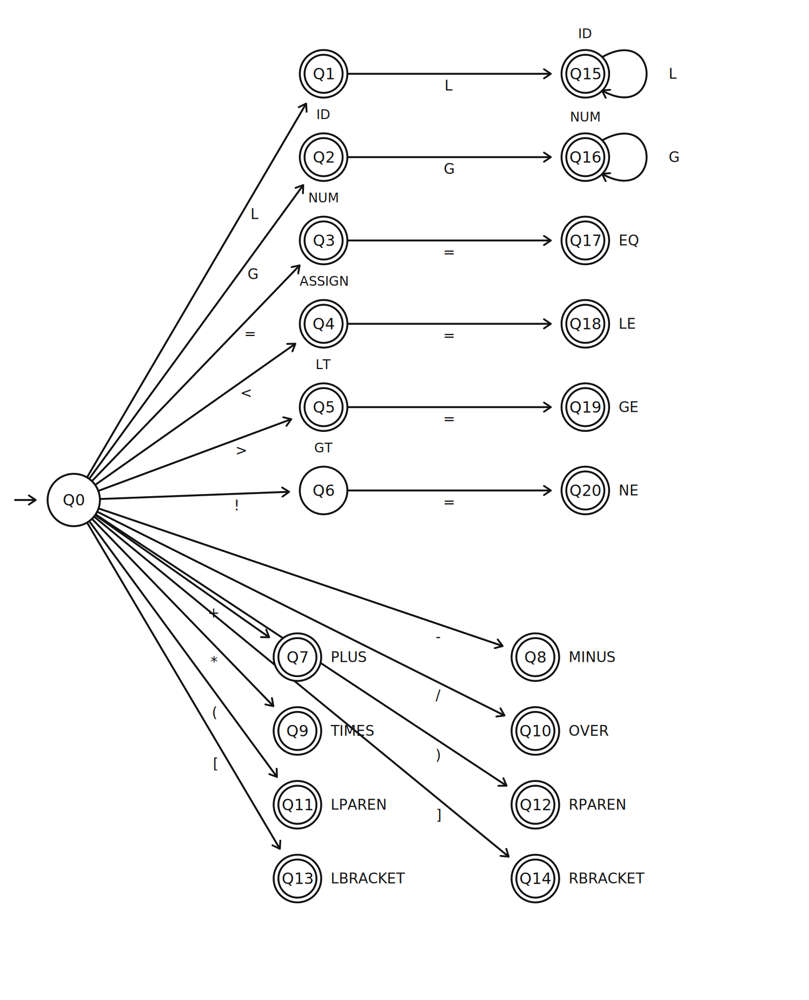 ID
Q1
Q15
L
L
ID
NUM
Q2
Q16
G
G
NUM
L
Q3
Q17
EQ
=
G
ASSIGN
Q4
Q18
LE
=
=
LT
<
Q5
Q19
GE
=
GT
>
Q0
Q6
Q20
NE
!
=
+
-
Q7
PLUS
Q8
MINUS
*
/
(
Q9
TIMES
Q10
OVER
)
[
Q11
LPAREN
Q12
RPAREN
]
Q13
LBRACKET
Q14
RBRACKET